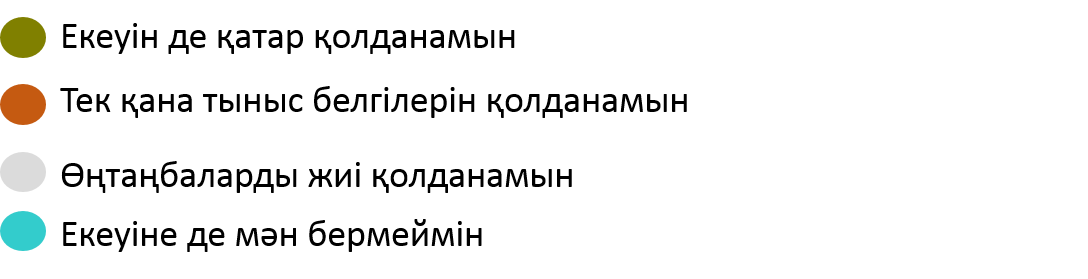 Екеуін де қатар қолданамын
Тек қана тыныс белгілерін қолданамын
Өңтаңбаларды жиі қолданамын
Екеуіне де мән бермеймін